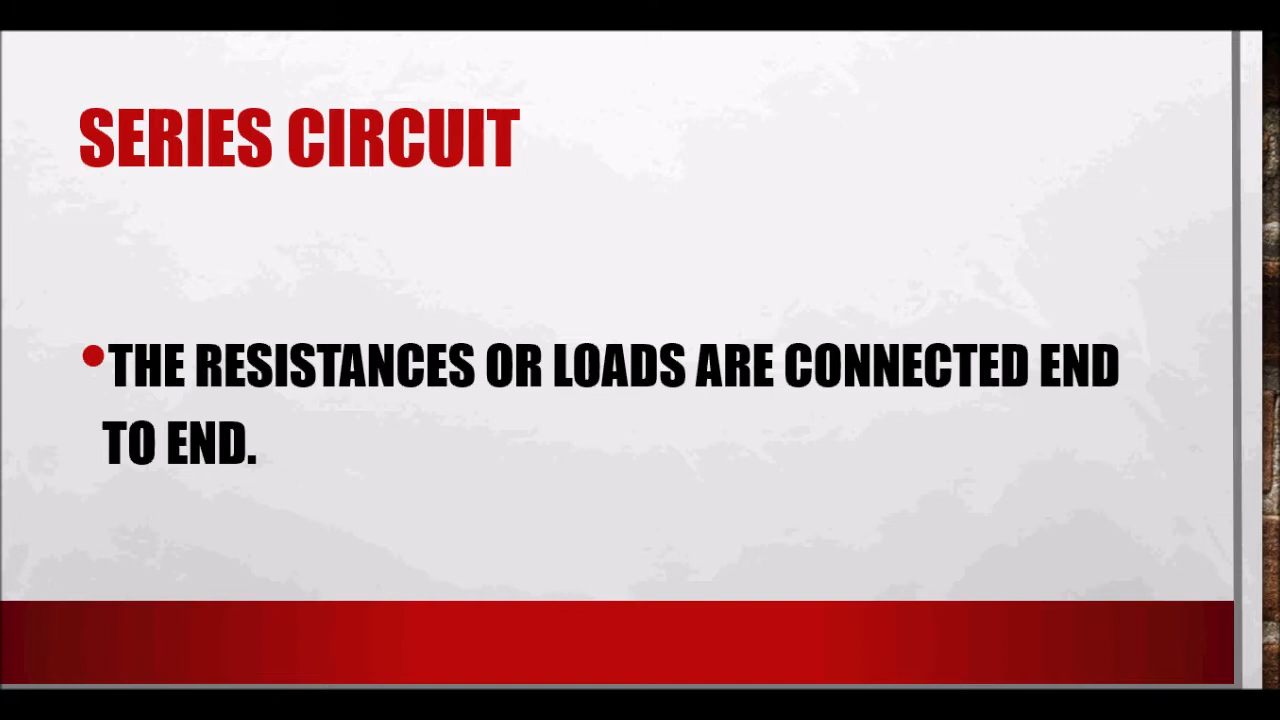 SERIES CIRCUIT
•THE RESISTANCES OR LOADS ARE CONNECTED END
TO END.